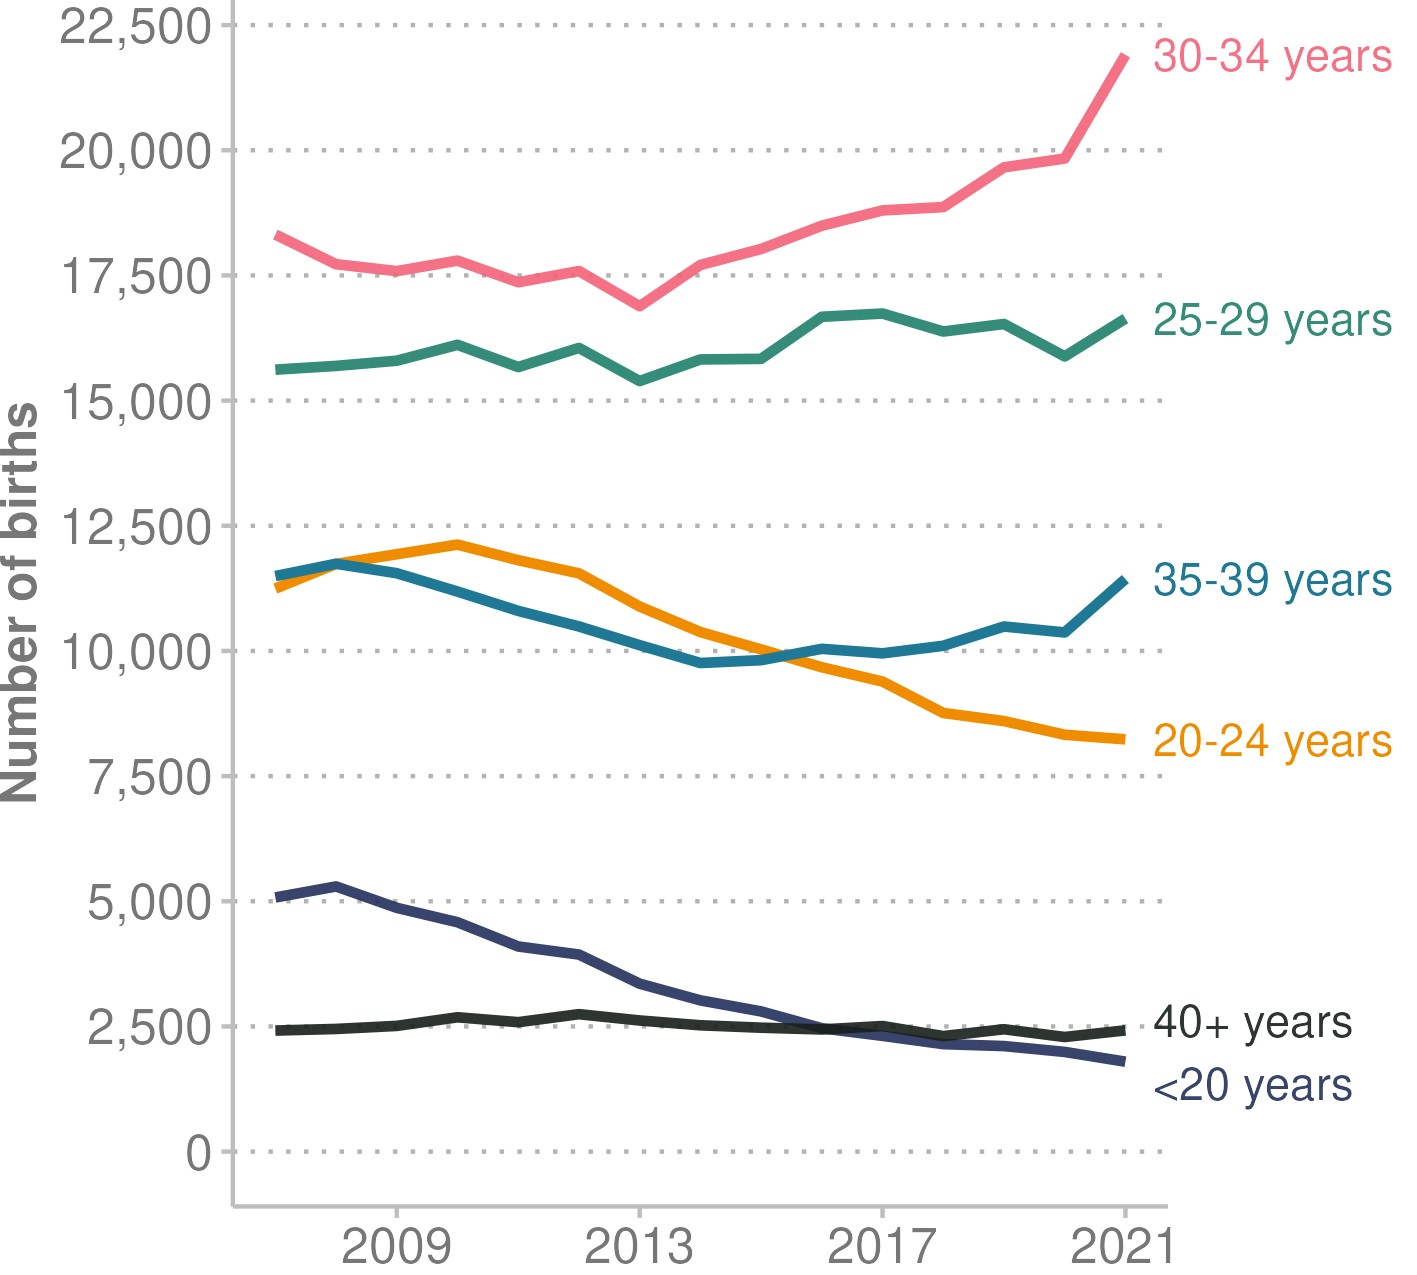 Number of births
22,500
20,000
17,500
15,000
12,500
10,000
7,500
5,000
2,500
0
2009
2013
2017
2021
30-34 years
25-29 years
35-39 years
20-24 years
40+ years
<20 years